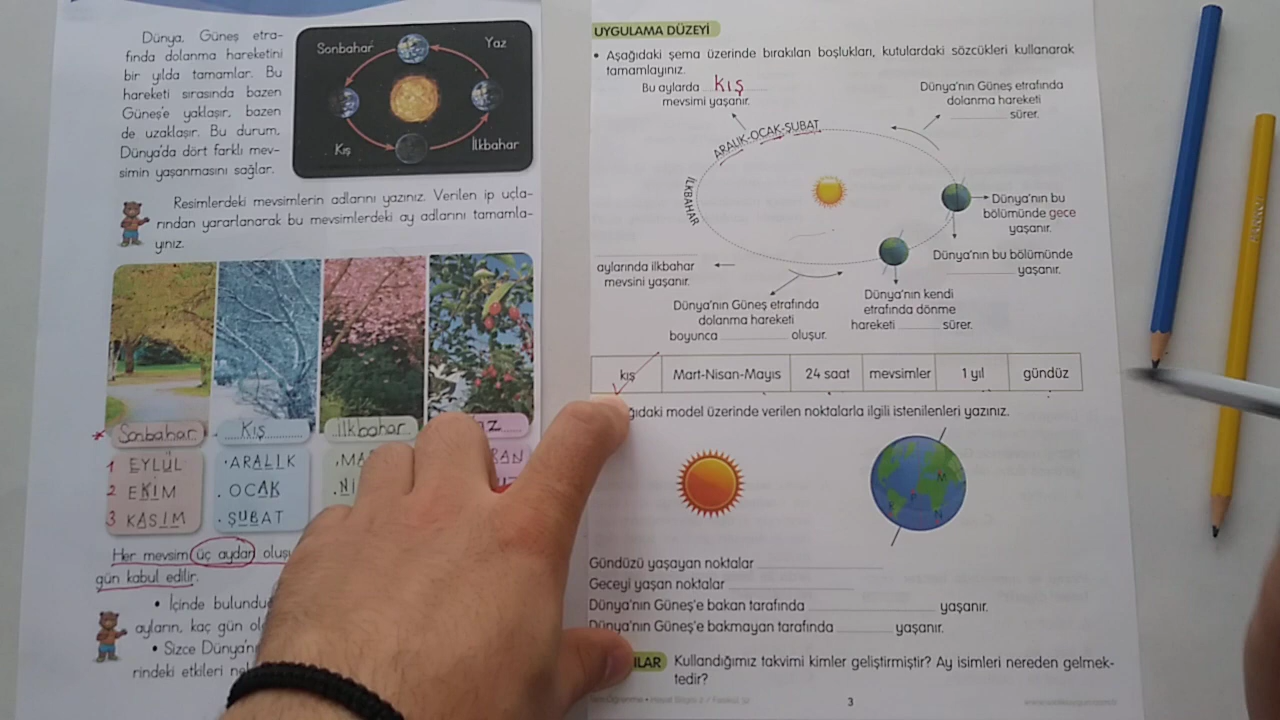 Dünya, Güneş etra-
fında dolanma hareketini
bir yılda tamamlar. Bu
hareketi sırasında bazen
Güneş'e yaklaşır, bazen
de uzaklaşır. Bu durum,
Dünya'da dört farklı mev-
simin yaşanmasını sağlar.
Sonbahar
Yaz
Kış
İlkbahar
Resimlerdeki mevsimlerin adlarını yazınız. Verilen ip uçla-
rından yararlanarak bu mevsimlerdeki ay adlarını tamamla-
yınız.
Sonbahar
Kış
ilkbahar
1 EYLÜL
2 EKİM
3 KASIM
.ARALIK
. OCAK
. ŞUBAT
Her mevsim üç aydan
gün kabul edilir.
• İçinde
ayların, kaç gün
• Sizce
rindeki etkileri
UYGULAMA DÜZEYİ
• Aşağıdaki şema üzerinde bırakılan boşlukları, kutulardaki sözcükleri kullanarak
tamamlayınız.
Bu aylarda kış
mevsimi yaşanır.
Dünya'nın Güneş etrafında
dolanma hareketi
sürer.
ARALIK-OCAK-ŞUBAT
İLKBAHAR
Dünya'nın bu
bölümünde gece
yaşanır.
Dünya'nın bu bölümünde
yaşanır.
aylarında ilkbahar
mevsini yaşanır.
Dünya'nın Güneş etrafında
dolanma hareketi
boyunca oluşur.
Dünya'nın kendi
etrafında dönme
hareketi sürer.
kış Mart-Nisan-Mayıs 24 saat mevsimler 1 yıl gündüz
model üzerinde verilen noktalarla ilgili istenilenleri yazınız.
M
P
N
Gündüzü yaşayan noktalar
Geceyi yaşan noktalar
Dünya'nın Güneş'e bakan tarafında yaşanır.
Dünya'nın Güneş'e bakmayan tarafında yaşanır.
Kullandığımız takvimi kimler geliştirmiştir? Ay isimleri nereden gelmek-
tedir?
3